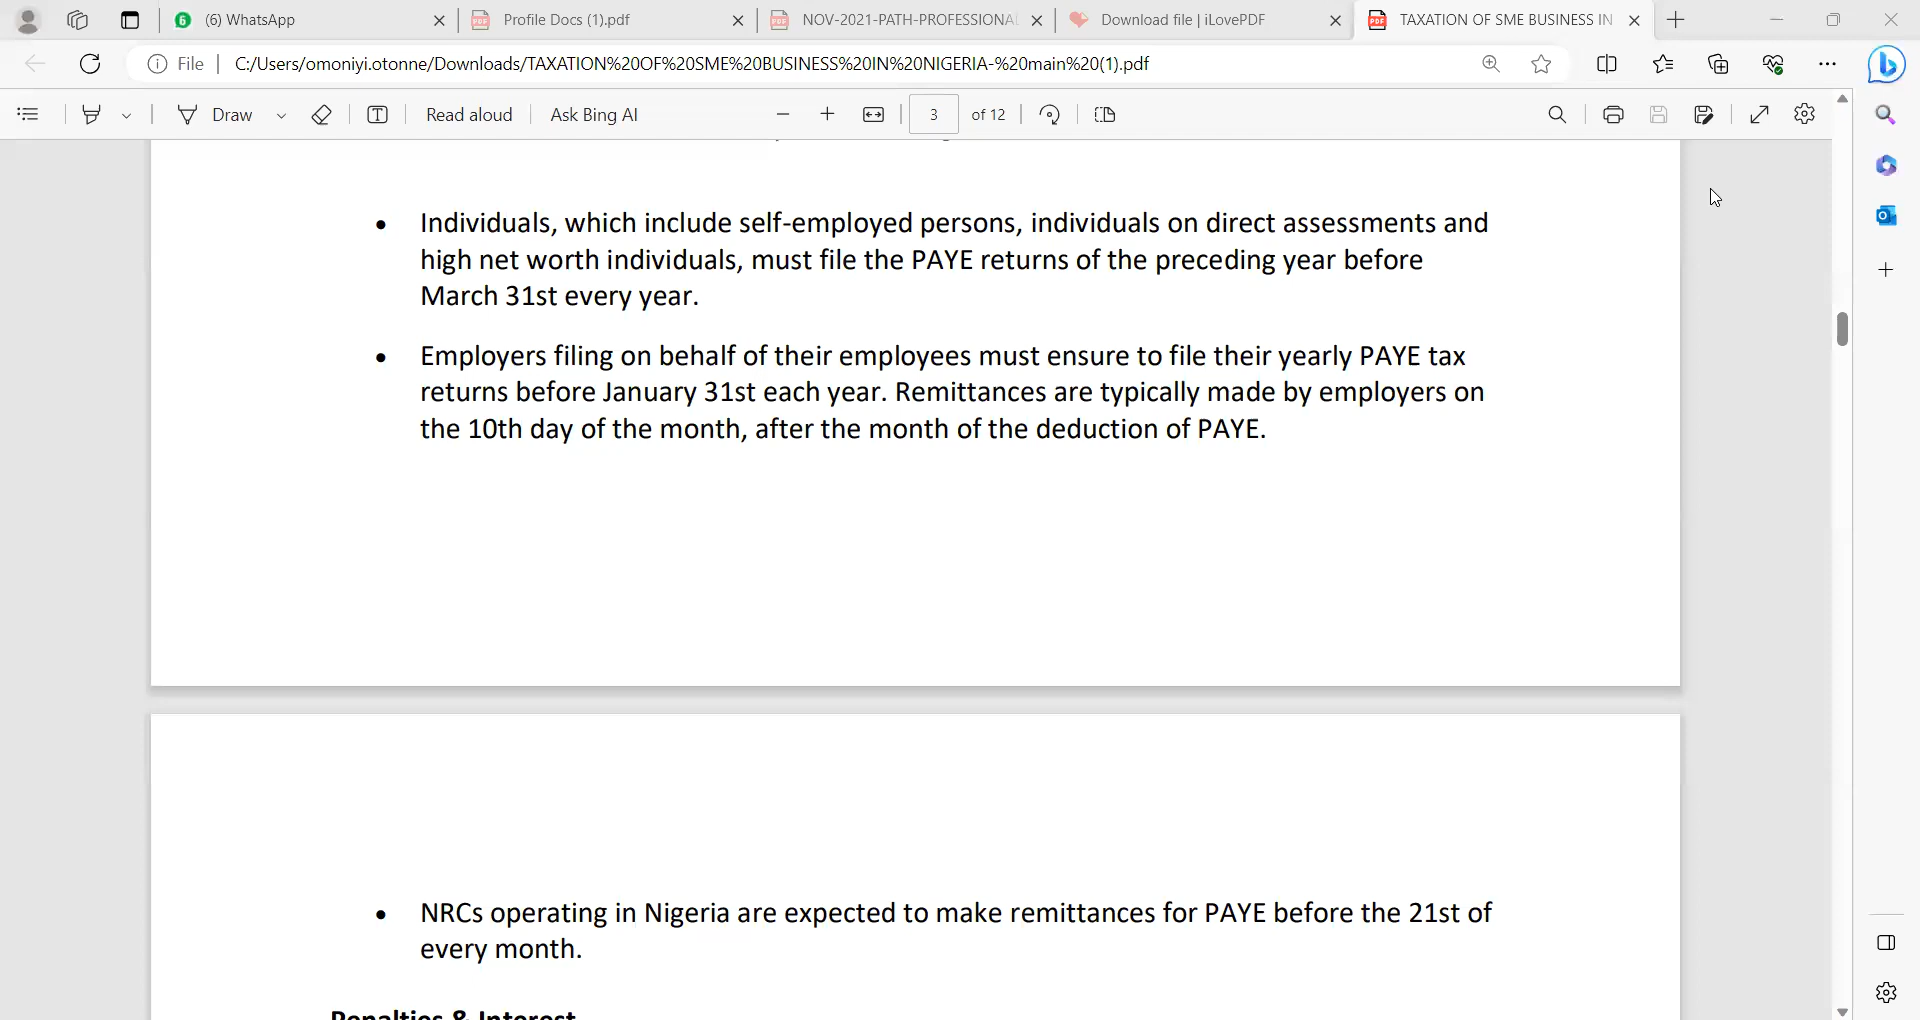 (6) WhatsApp
Profile Docs (1).pdf
NOV-2021-PATH-PROFESSIONAL
Download file | iLovePDF
TAXATION OF SME BUSINESS IN
File
C:/Users/omoniyi.otonne/Downloads/TAXATION%20OF%20SME%20BUSINESS%20IN%20NIGERIA-%20main%20(1).pdf
Draw
Read aloud
Ask Bing AI
3 of 12
• Individuals, which include self-employed persons, individuals on direct assessments and
high net worth individuals, must file the PAYE returns of the preceding year before
March 31st every year.
• Employers filing on behalf of their employees must ensure to file their yearly PAYE tax
returns before January 31st each year. Remittances are typically made by employers on
the 10th day of the month, after the month of the deduction of PAYE.
• NRCs operating in Nigeria are expected to make remittances for PAYE before the 21st of
every month.
Penalties & Interest